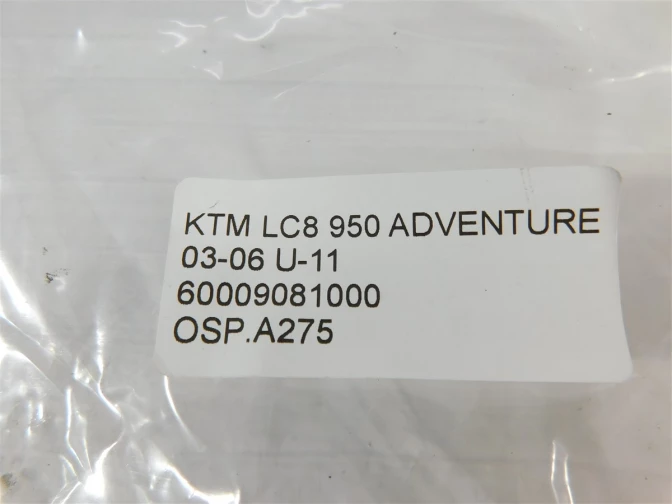 KTM LC8 950 ADVENTURE
03-06 U-11
60009081000
OSP.A275